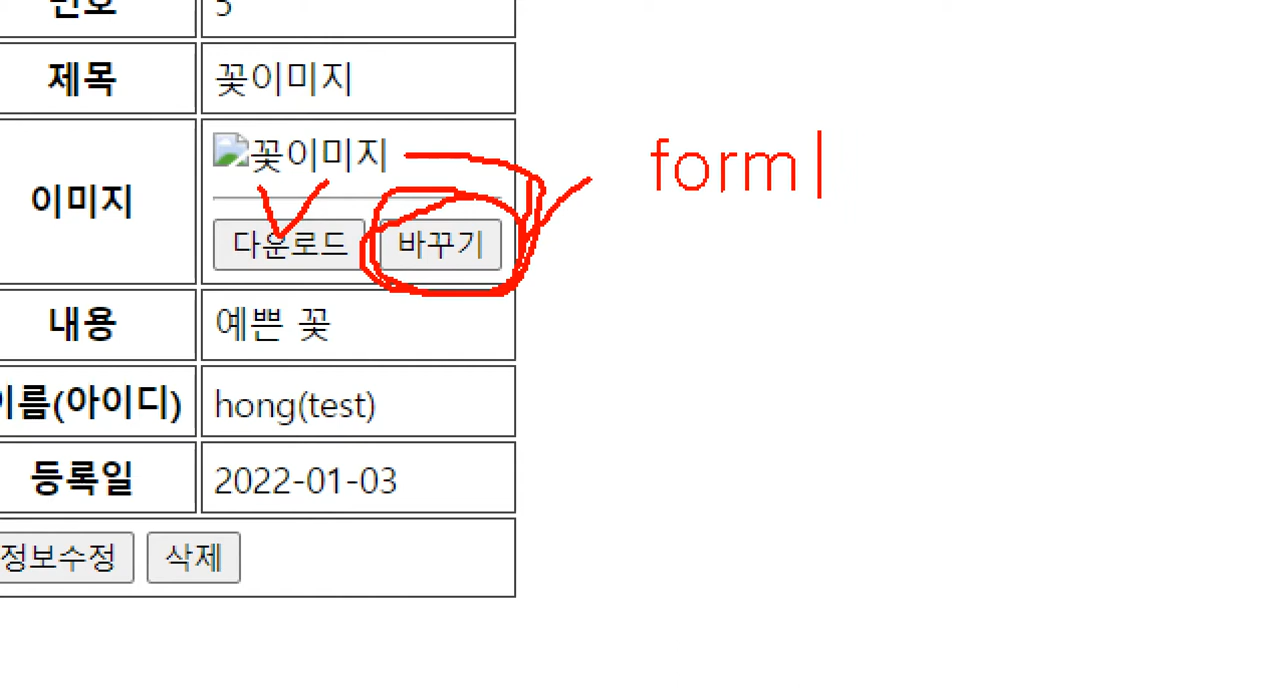 번호 5
제목 꽃이미지
이미지 꽃이미지
form
다운로드 바꾸기
내용 예쁜 꽃
이름(아이디) hong(test)
등록일 2022-01-03
정보수정 삭제